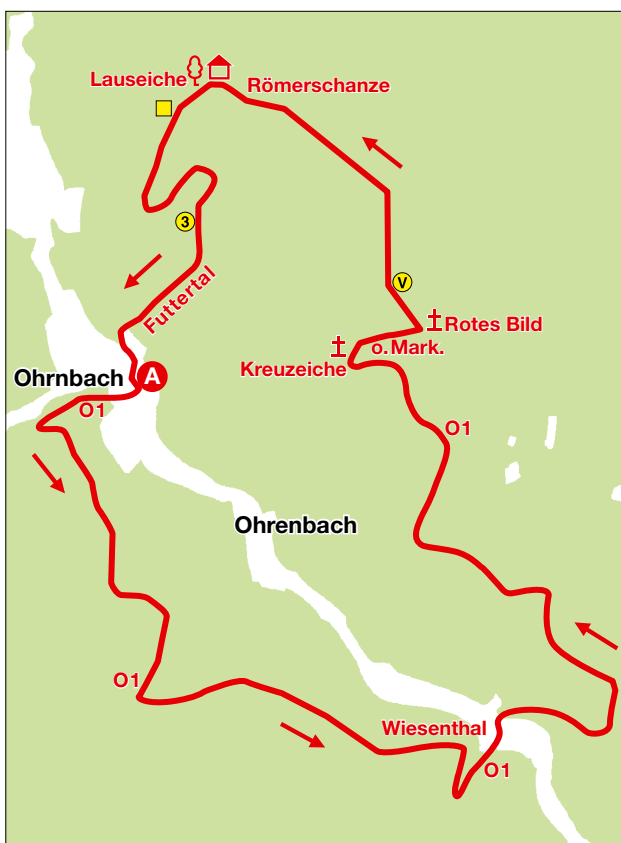 Lauseiche
Römerschanze
3
V
Futtertal
Rotes Bild
o.Mark.
Kreuzeiche
Ohrnbach
A
O1
O1
Ohrenbach
O1
Wiesenthal
O1